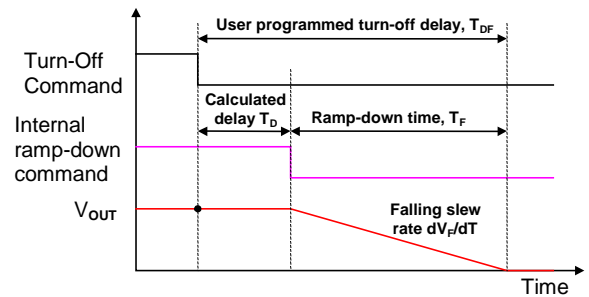 User programmed turn-off delay, TDF
Turn-Off
Command
Calculated
delay TD
Ramp-down time, TF
Internal
ramp-down
command
VOUT
Falling slew
rate dVF/dT
Time